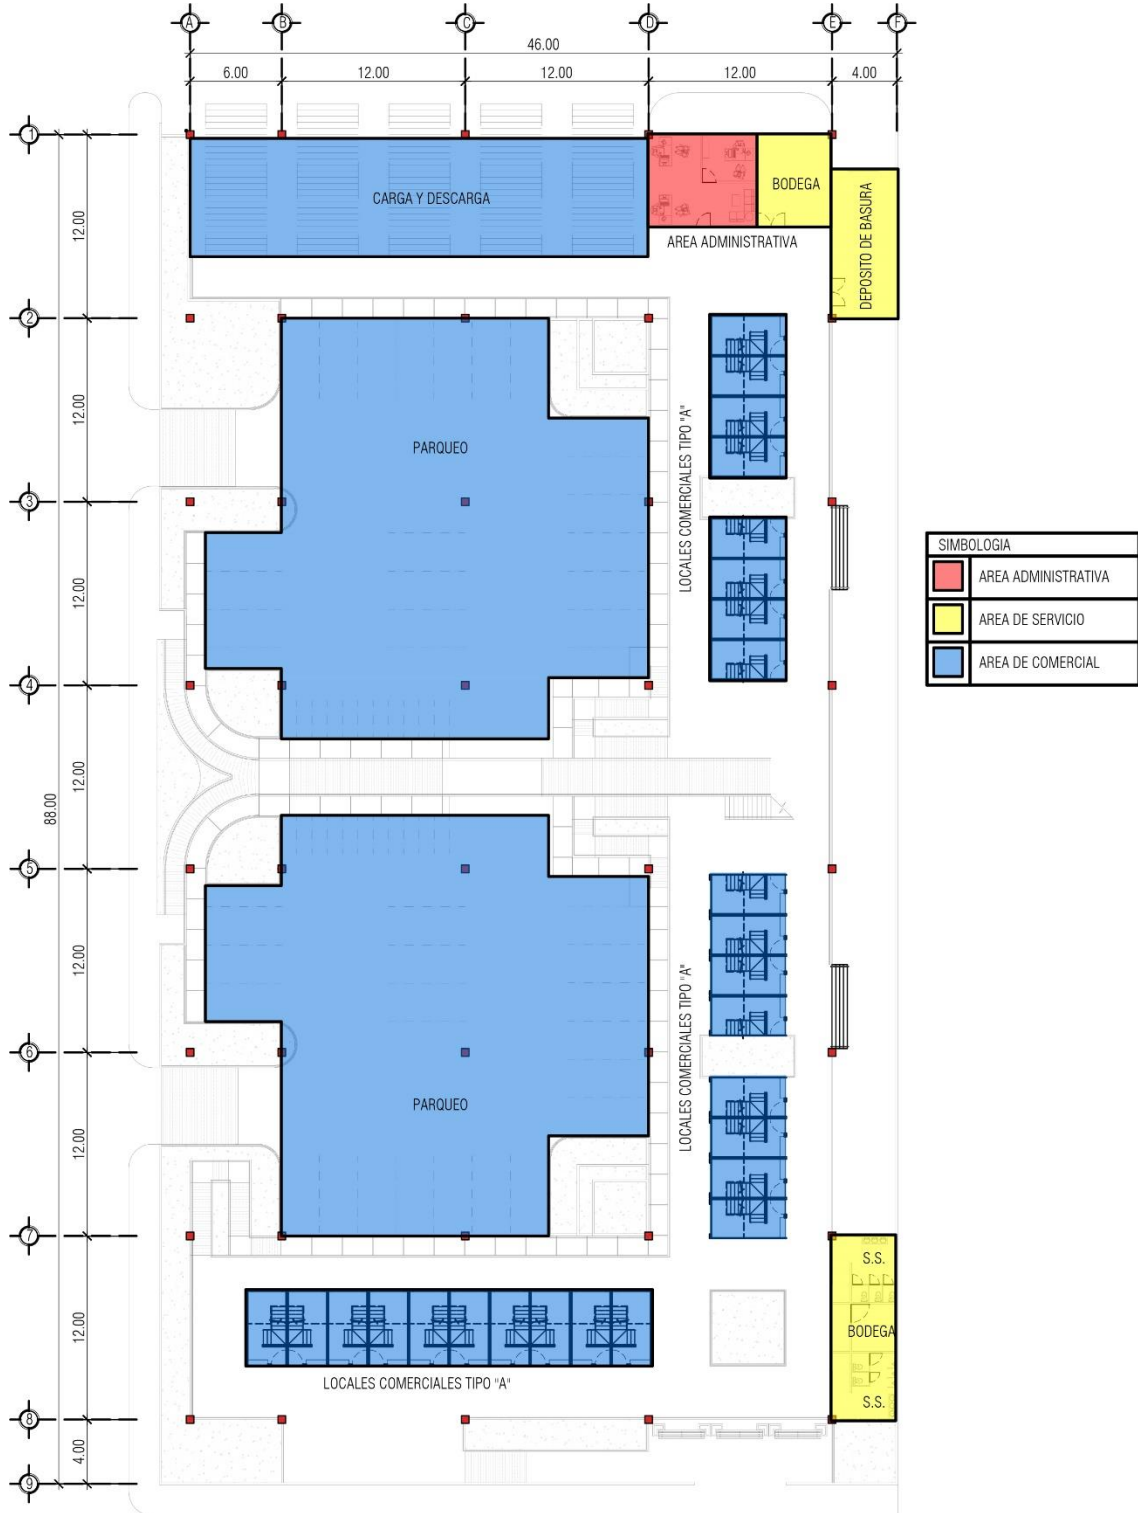 A B C D E F
46.00
6.00 12.00 12.00 12.00 4.00
1
CARGA Y DESCARGA
BODEGA
AREA ADMINISTRATIVA
DEPOSITO DE BASURA
12.00
2
12.00
PARQUEO
LOCALES COMERCIALES TIPO "A"
3
12.00
SIMBOLOGIA
AREA ADMINISTRATIVA
AREA DE SERVICIO
AREA DE COMERCIAL
4
12.00
88.00
5
12.00
LOCALES COMERCIALES TIPO "A"
6
PARQUEO
12.00
7
S.S.
12.00
BODEGA
LOCALES COMERCIALES TIPO "A"
S.S.
8
4.00
9